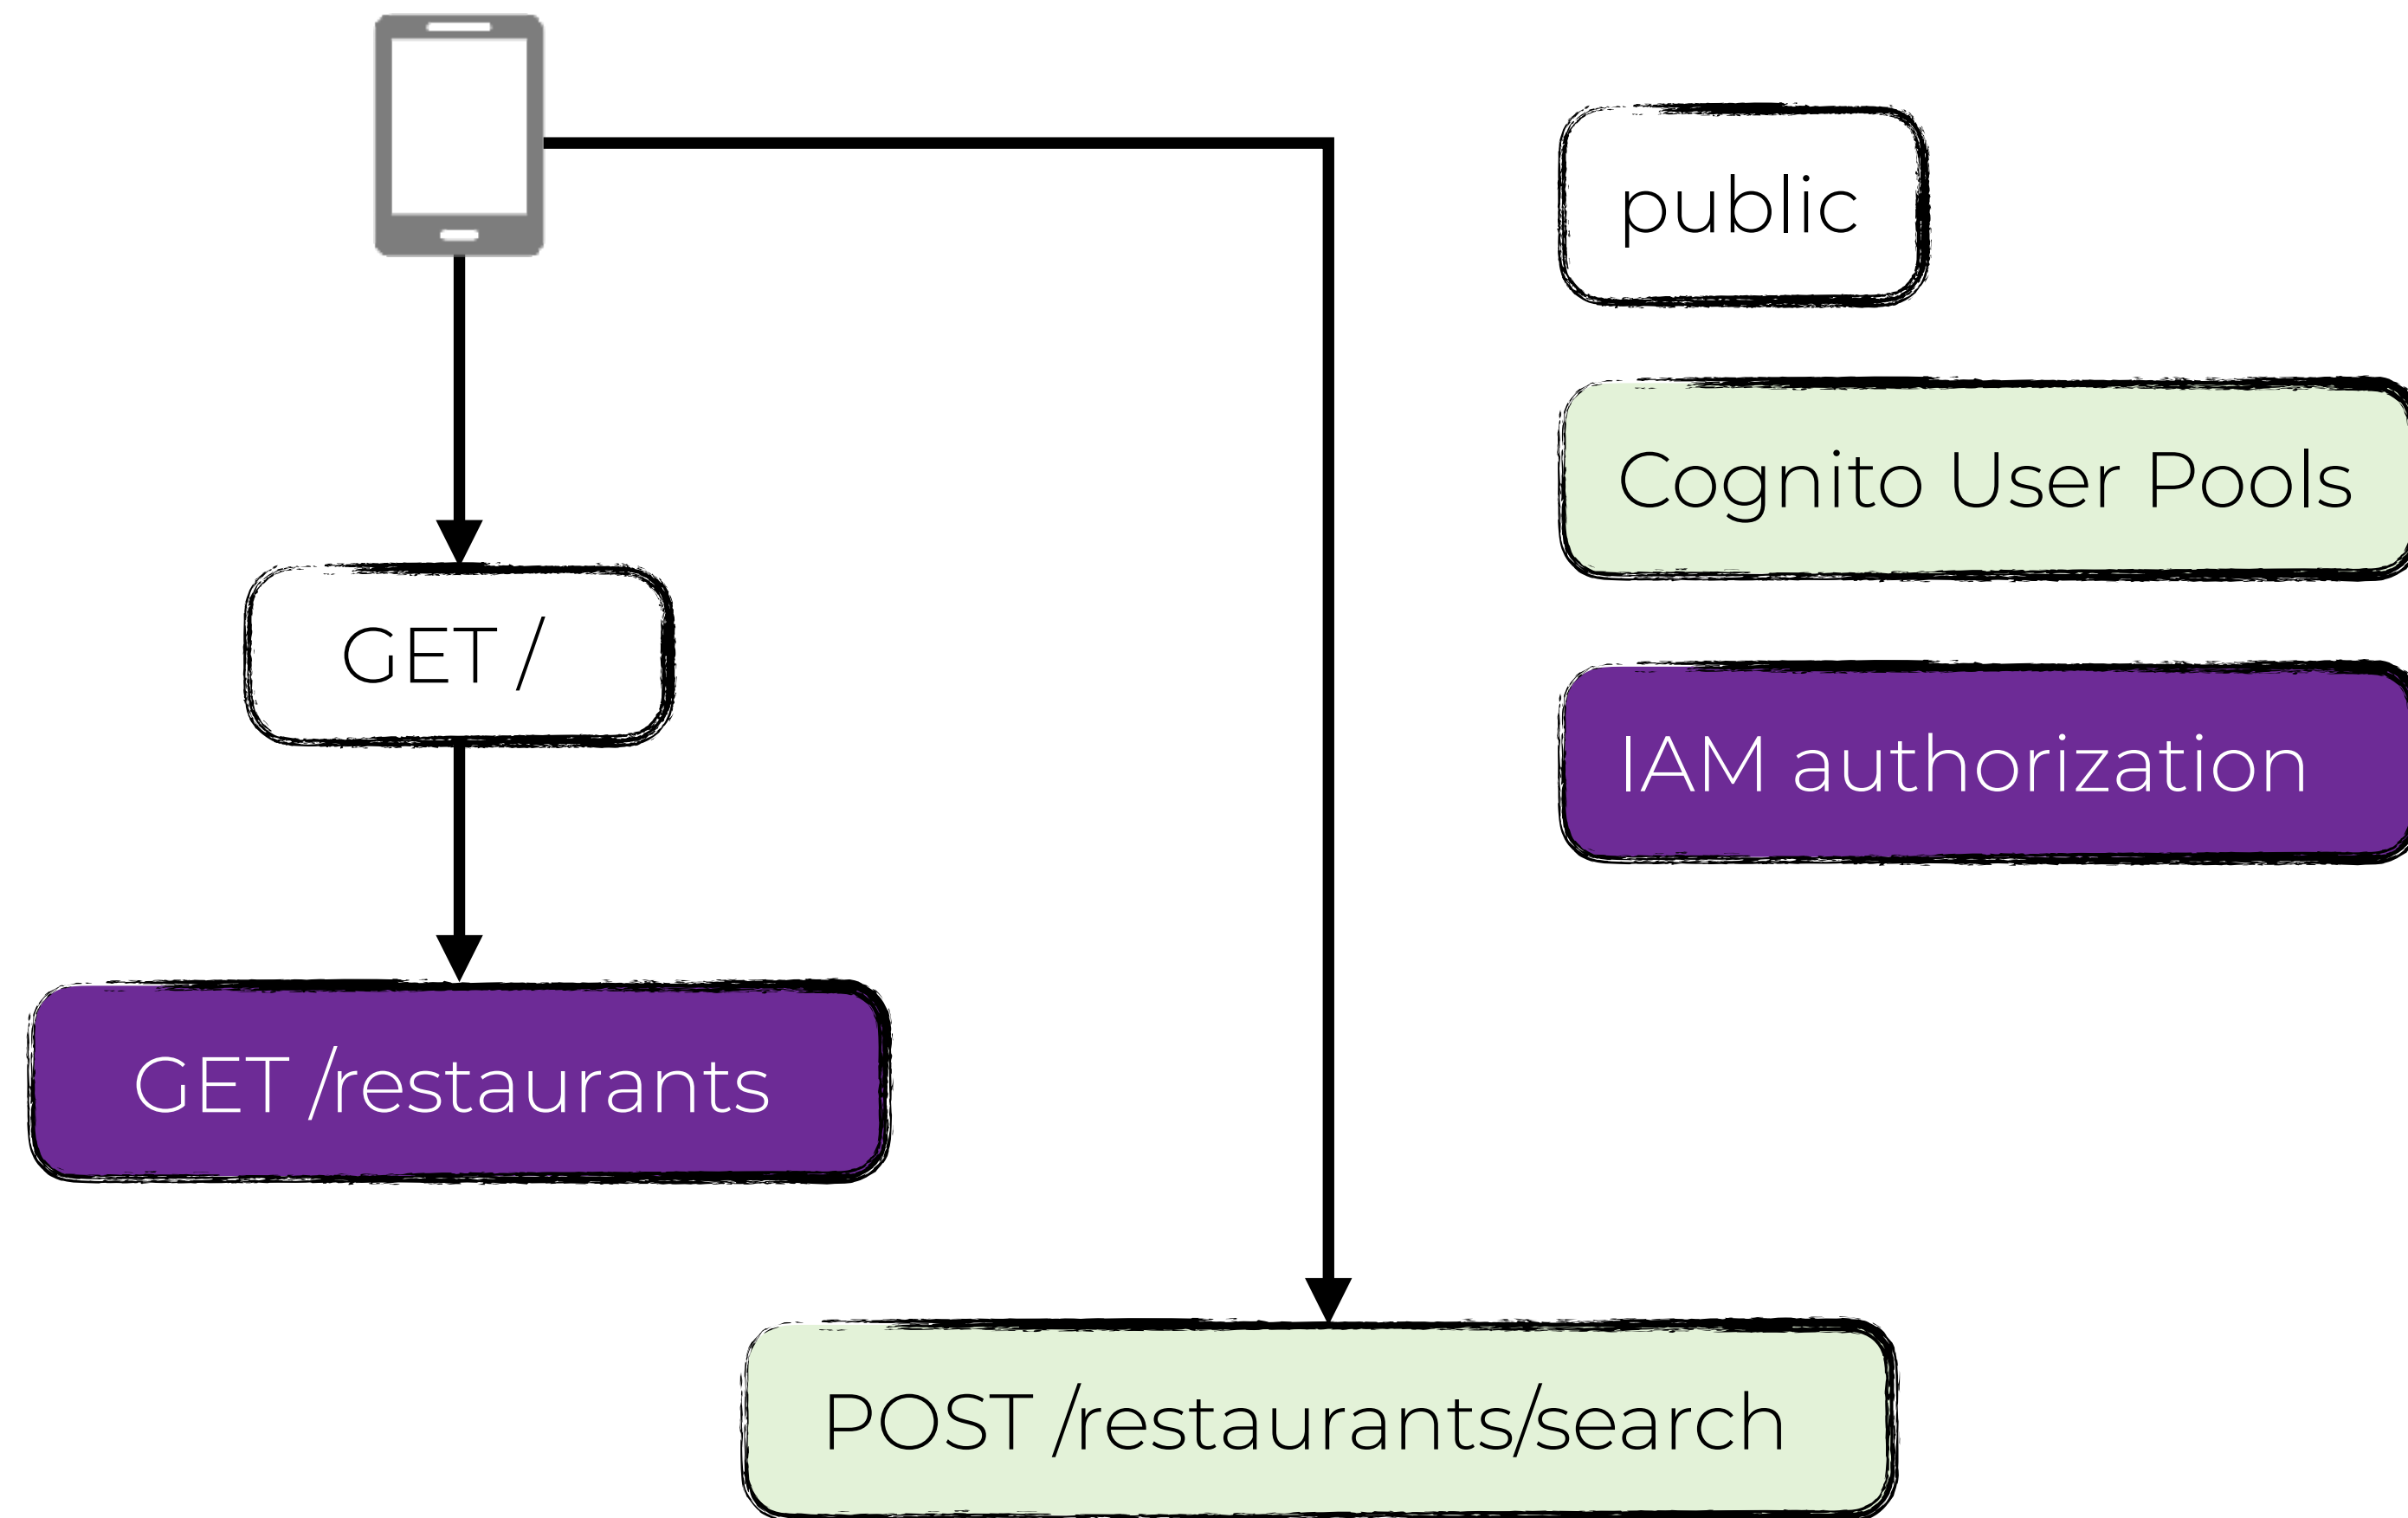 public
Cognito User Pools
GET /
IAM authorization
GET /restaurants
POST /restaurants/search